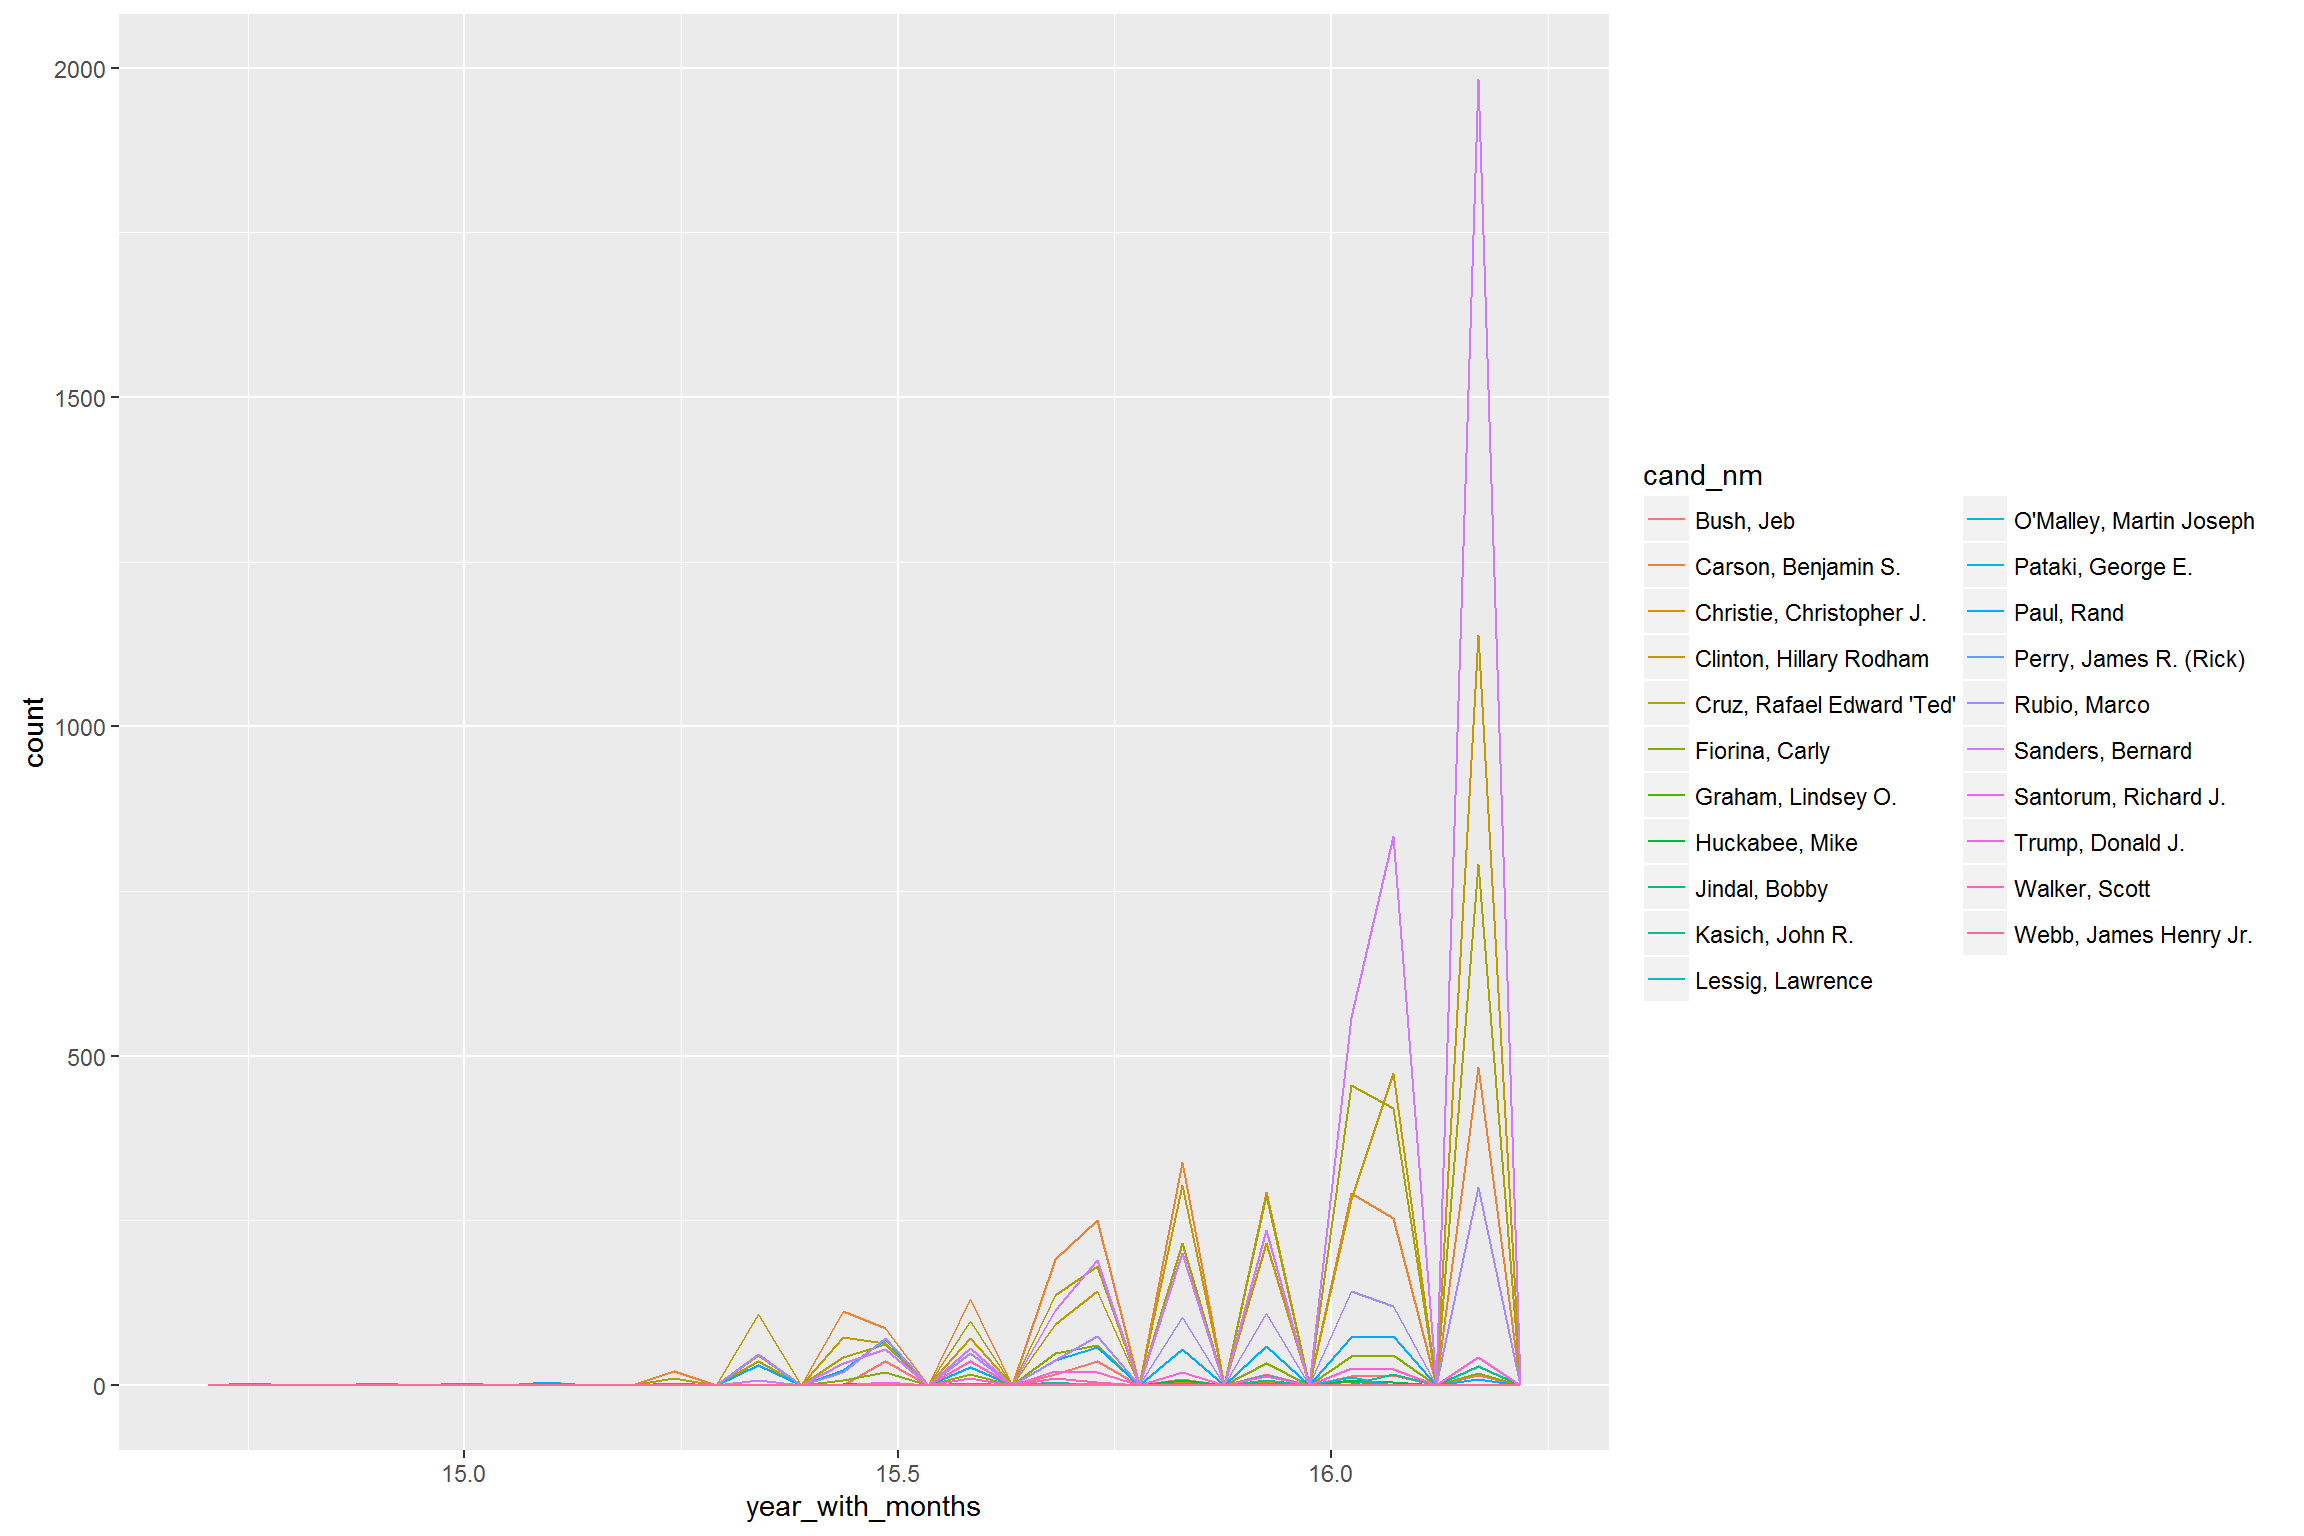 2000
1500
1000
500
0
count
15.0
15.5
16.0
year_with_months
cand_nm
Bush, Jeb
Carson, Benjamin S.
Christie, Christopher J.
Clinton, Hillary Rodham
Cruz, Rafael Edward 'Ted'
Fiorina, Carly
Graham, Lindsey O.
Huckabee, Mike
Jindal, Bobby
Kasich, John R.
Lessig, Lawrence
O'Malley, Martin Joseph
Pataki, George E.
Paul, Rand
Perry, James R. (Rick)
Rubio, Marco
Sanders, Bernard
Santorum, Richard J.
Trump, Donald J.
Walker, Scott
Webb, James Henry Jr.